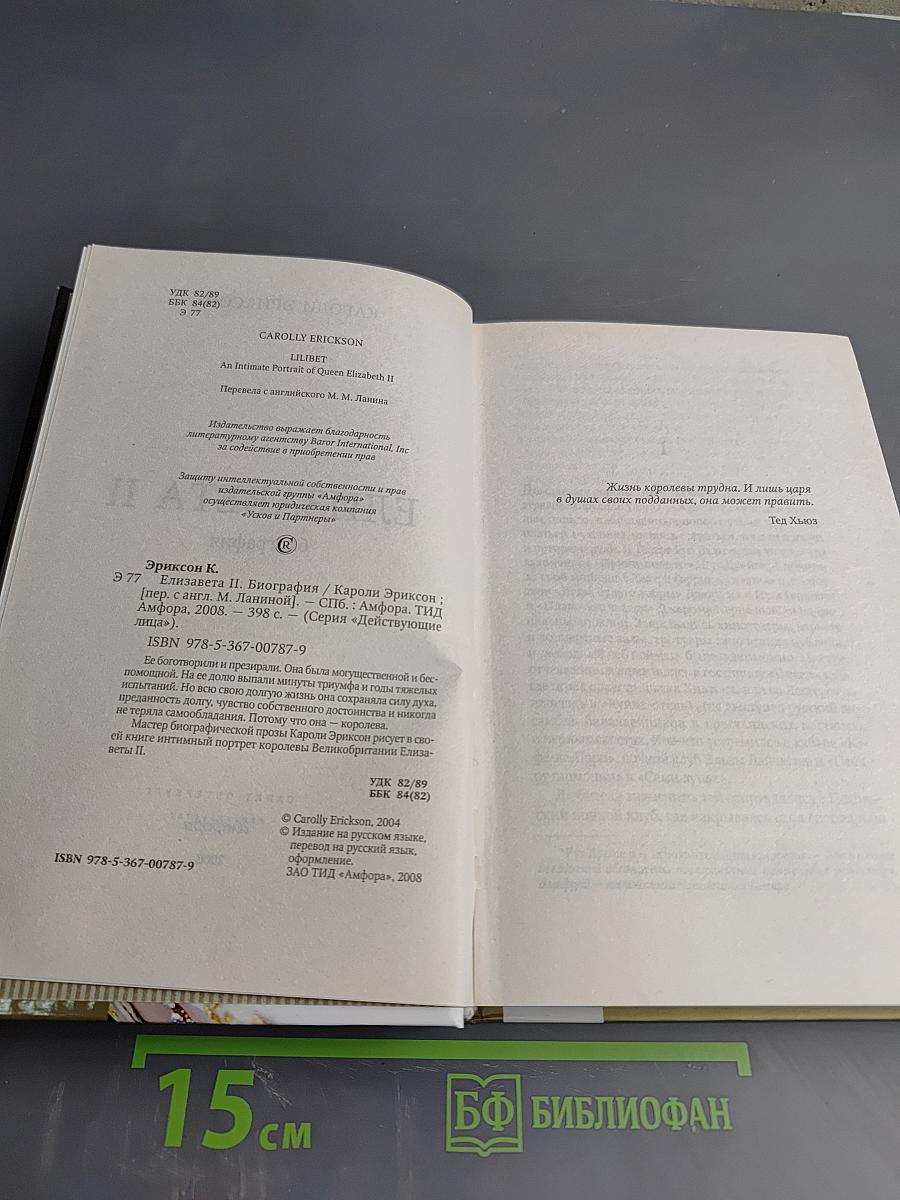 УДК 82/89
ББК 84(82)
Э 77
CAROLLY ERICKSON
LILIBET
An Intimate Portrait of Queen Elizabeth II
Перевела с английского М. М. Ланина
Издательство выражает благодарность
литературному агентству Baror International, Inc
за содействие в приобретении прав
Защиту интеллектуальной собственности и прав
издательской группы «Амфора»
осуществляет юридическая компания
«Усков и Партнеры»
®
Эриксон К.
Э 77 Елизавета II. Биография / Кароли Эриксон ;
[пер. с англ. М. Ланиной]. — СПб. : Амфора. ТИД
Амфора, 2008. — 398 с. — (Серия «Действующие
лица»).
ISBN 978-5-367-00787-9
Ее боготворили и презирали. Она была могущественной и бес-
помощной. На ее долю выпали минуты триумфа и годы тяжелых
испытаний. Но всю свою долгую жизнь она сохраняла силу духа,
преданность долгу, чувство собственного достоинства и никогда
не теряла самообладания. Потому что она — королева.
Мастер биографической прозы Кароли Эриксон рисует в сво-
ей книге интимный портрет королевы Великобритании Елиза-
веты II.
УДК 82/89
ББК 84(82)
© Carolly Erickson, 2004
© Издание на русском языке,
перевод на русский язык,
оформление.
ЗАО ТИД «Амфора», 2008
ISBN 978-5-367-00787-9
Жизнь королевы трудна. И лишь царя
в душах своих подданных, она может править.
Тед Хьюз
15 см
БФ БИБЛИОФАН